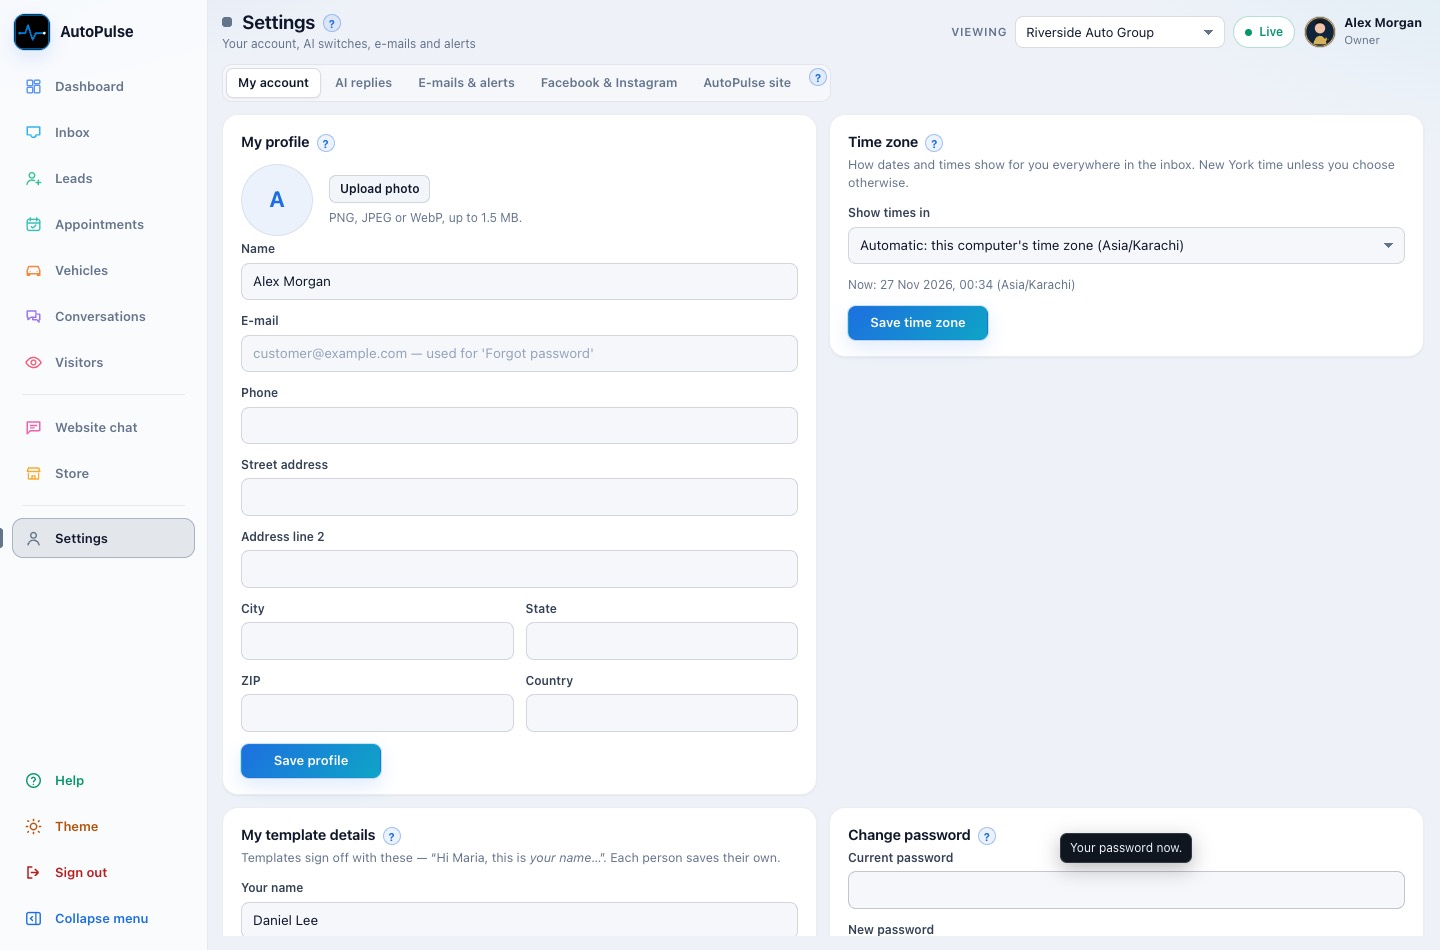 AutoPulse
Dashboard
Inbox
Leads
Appointments
Vehicles
Conversations
Visitors
Website chat
Store
Settings
Help
Theme
Sign out
Collapse menu
Settings ?
Your account, AI switches, e-mails and alerts
VIEWING Riverside Auto Group Live Alex Morgan
Owner
My account AI replies E-mails & alerts Facebook & Instagram AutoPulse site ?
My profile ?
A
Upload photo
PNG, JPEG or WebP, up to 1.5 MB.
Name
Alex Morgan
E-mail
customer@example.com — used for 'Forgot password'
Phone
Street address
Address line 2
City State
ZIP Country
Save profile
Time zone ?
How dates and times show for you everywhere in the inbox. New York time unless you choose
otherwise.
Show times in
Automatic: this computer's time zone (Asia/Karachi)
Now: 27 Nov 2026, 00:34 (Asia/Karachi)
Save time zone
My template details ?
Templates sign off with these — “Hi Maria, this is your name…”. Each person saves their own.
Your name
Daniel Lee
Change password ?
Your password now.
Current password
New password